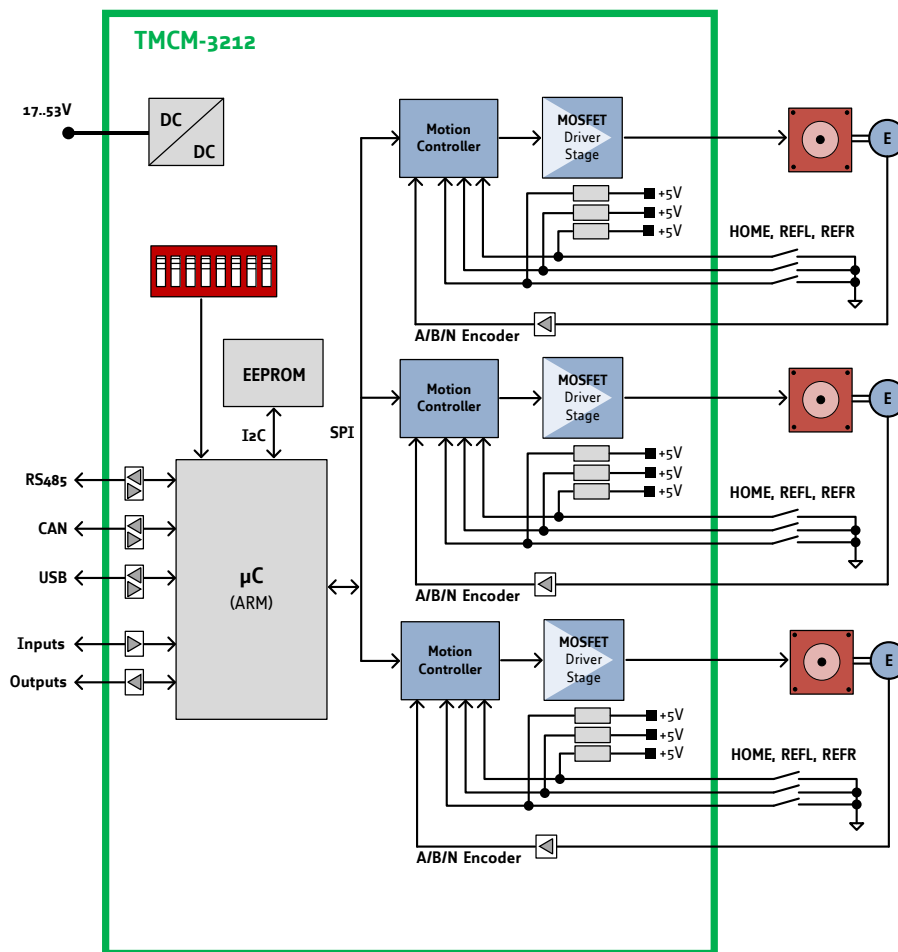 TMCM-3212
17..53V
DC
DC
Motion
Controller
MOSFET
Driver
Stage
E
+5V
+5V
+5V
HOME, REFL, REFR
A/B/N Encoder
EEPROM
I2C
SPI
Motion
Controller
MOSFET
Driver
Stage
E
+5V
+5V
+5V
HOME, REFL, REFR
A/B/N Encoder
RS485
CAN
USB
Inputs
Outputs
µC
(ARM)
Motion
Controller
MOSFET
Driver
Stage
E
+5V
+5V
+5V
HOME, REFL, REFR
A/B/N Encoder